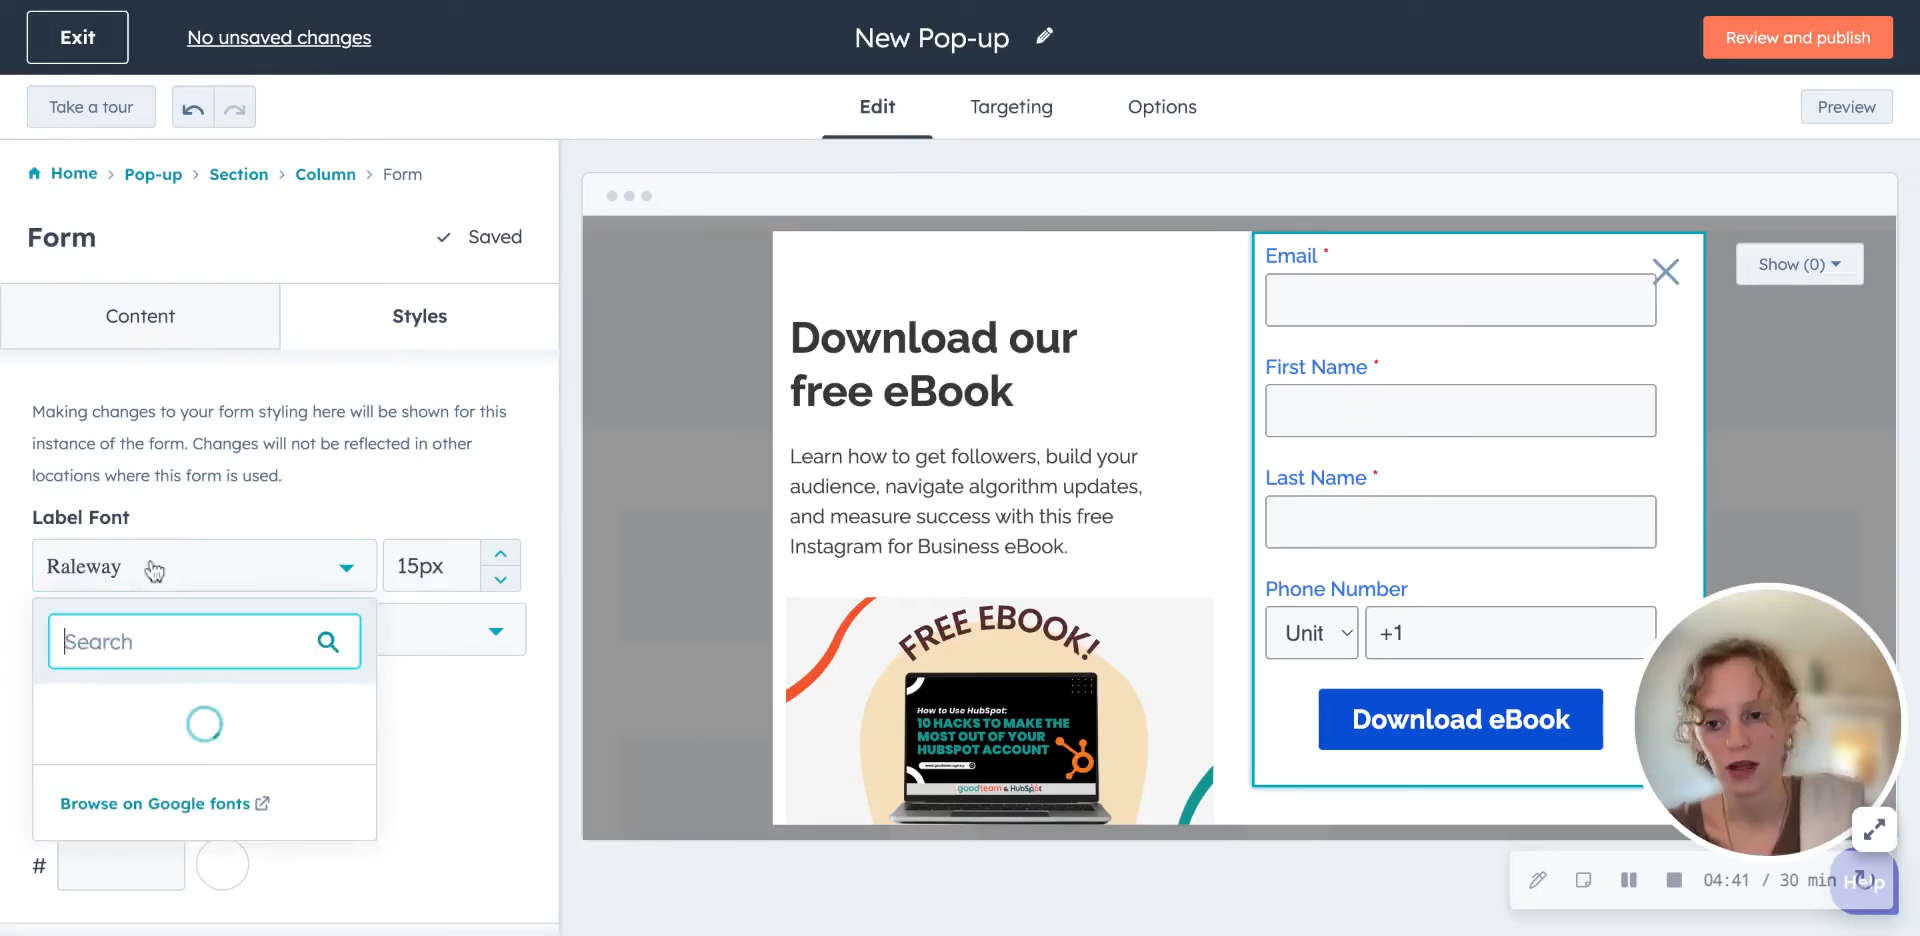 Exit
No unsaved changes
New Pop-up
Review and publish
Take a tour
Edit
Targeting
Options
Preview
Home > Pop-up > Section > Column > Form
Form
Saved
Content
Styles
Making changes to your form styling here will be shown for this
instance of the form. Changes will not be reflected in other
locations where this form is used.
Label Font
Raleway
15px
Search
Browse on Google fonts
#
Download our
free eBook
Learn how to get followers, build your
audience, navigate algorithm updates,
and measure success with this free
Instagram for Business eBook.
FREE EBOOK!
How to Use HubSpot:
10 HACKS TO MAKE THE
MOST OUT OF YOUR
HUBSPOT ACCOUNT
www.goodteam.agency
goodteam & HubSpot
Email *
First Name *
Last Name *
Phone Number
Unit
+1
Download eBook
Show (0)
04:41 / 30 min
Help